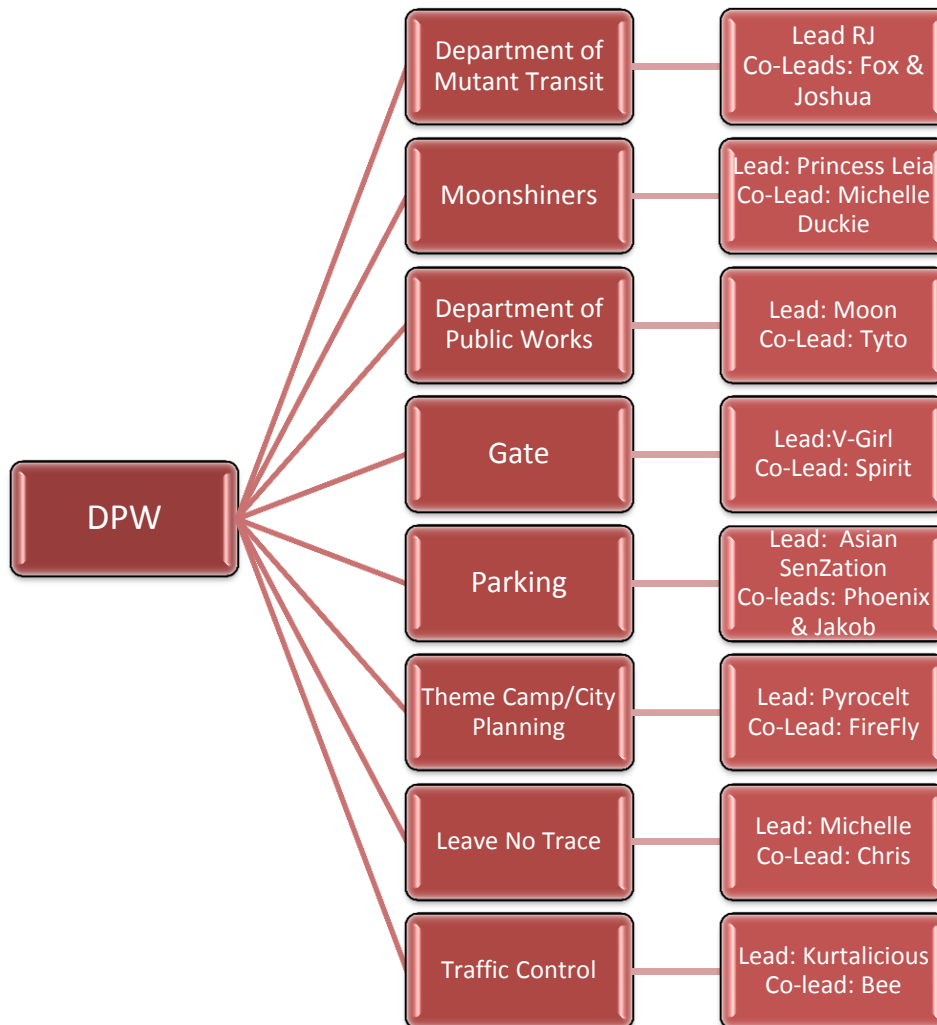 Department of
Mutant Transit
Lead RJ
Co-Leads: Fox &
Joshua
Moonshiners
Lead: Princess Leia
Co-Lead: Michelle
Duckie
Department of
Public Works
Lead: Moon
Co-Lead: Tyto
Gate
Lead:V-Girl
Co-Lead: Spirit
DPW
Parking
Lead:  Asian
SenZation
Co-leads: Phoenix
& Jakob
Theme Camp/City
Planning
Lead: Pyrocelt
Co-Lead: FireFly
Leave No Trace
Lead: Michelle
Co-Lead: Chris
Traffic Control
Lead: Kurtalicious
Co-lead: Bee